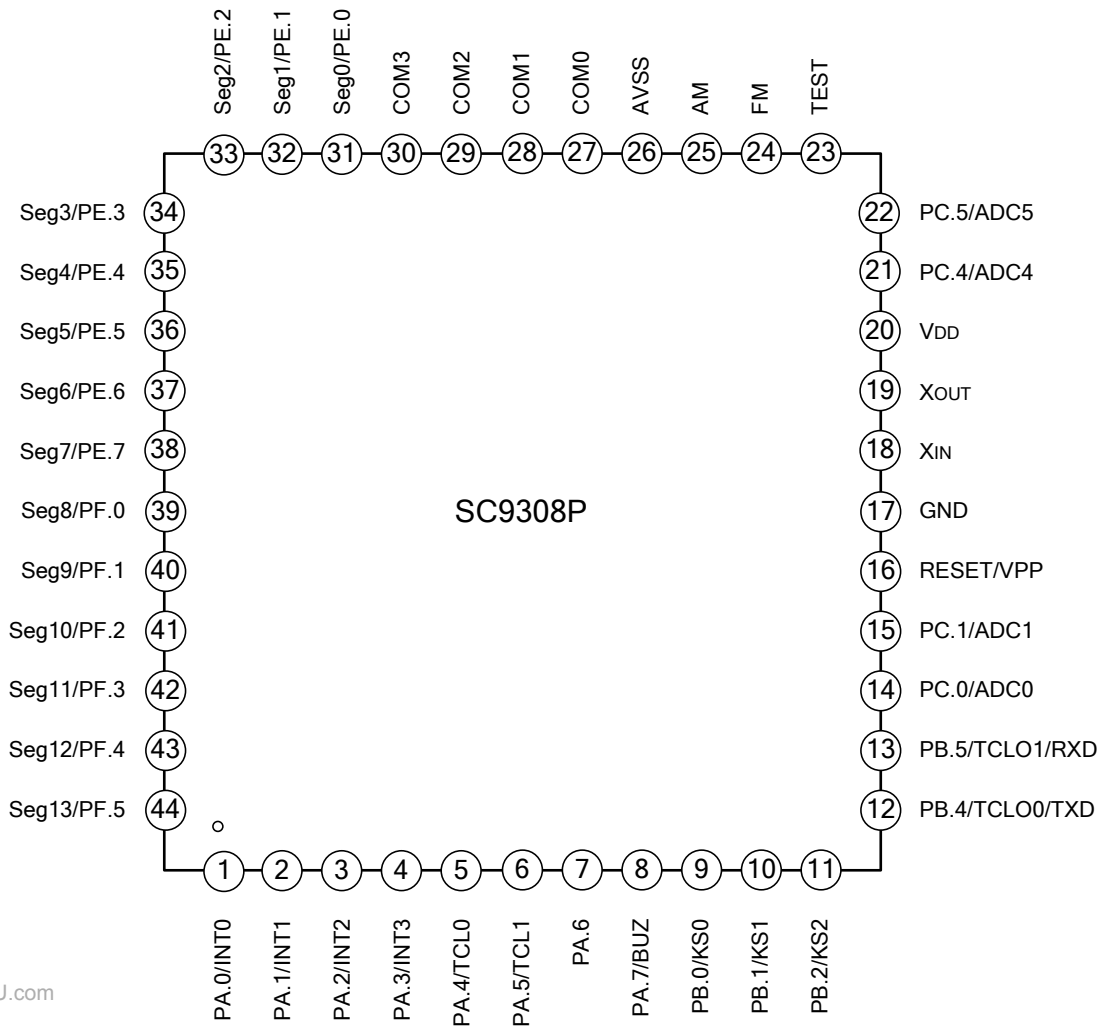 Seg2/PE.2
Seg1/PE.1
Seg0/PE.0
COM3
COM2
COM1
COM0
AVSS
AM
FM
TEST
33
32
31
30
29
28
27
26
25
24
23
Seg3/PE.3 34
22 PC.5/ADC5
Seg4/PE.4 35
21 PC.4/ADC4
Seg5/PE.5 36
20 VDD
Seg6/PE.6 37
19 XOUT
Seg7/PE.7 38
18 XIN
Seg8/PF.0 39
SC9308P
17 GND
Seg9/PF.1 40
16 RESET/VPP
Seg10/PF.2 41
15 PC.1/ADC1
Seg11/PF.3 42
14 PC.0/ADC0
Seg12/PF.4 43
13 PB.5/TCLO1/RXD
Seg13/PF.5 44
12 PB.4/TCLO0/TXD
1
2
3
4
5
6
7
8
9
10
11
PA.0/INT0
PA.1/INT1
PA.2/INT2
PA.3/INT3
PA.4/TCL0
PA.5/TCL1
PA.6
PA.7/BUZ
PB.0/KS0
PB.1/KS1
PB.2/KS2
U.com